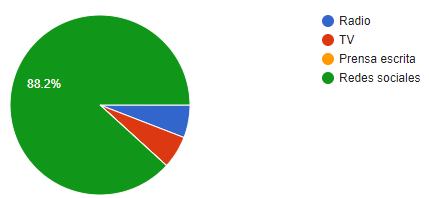 88.2%
Radio
TV
Prensa escrita
Redes sociales